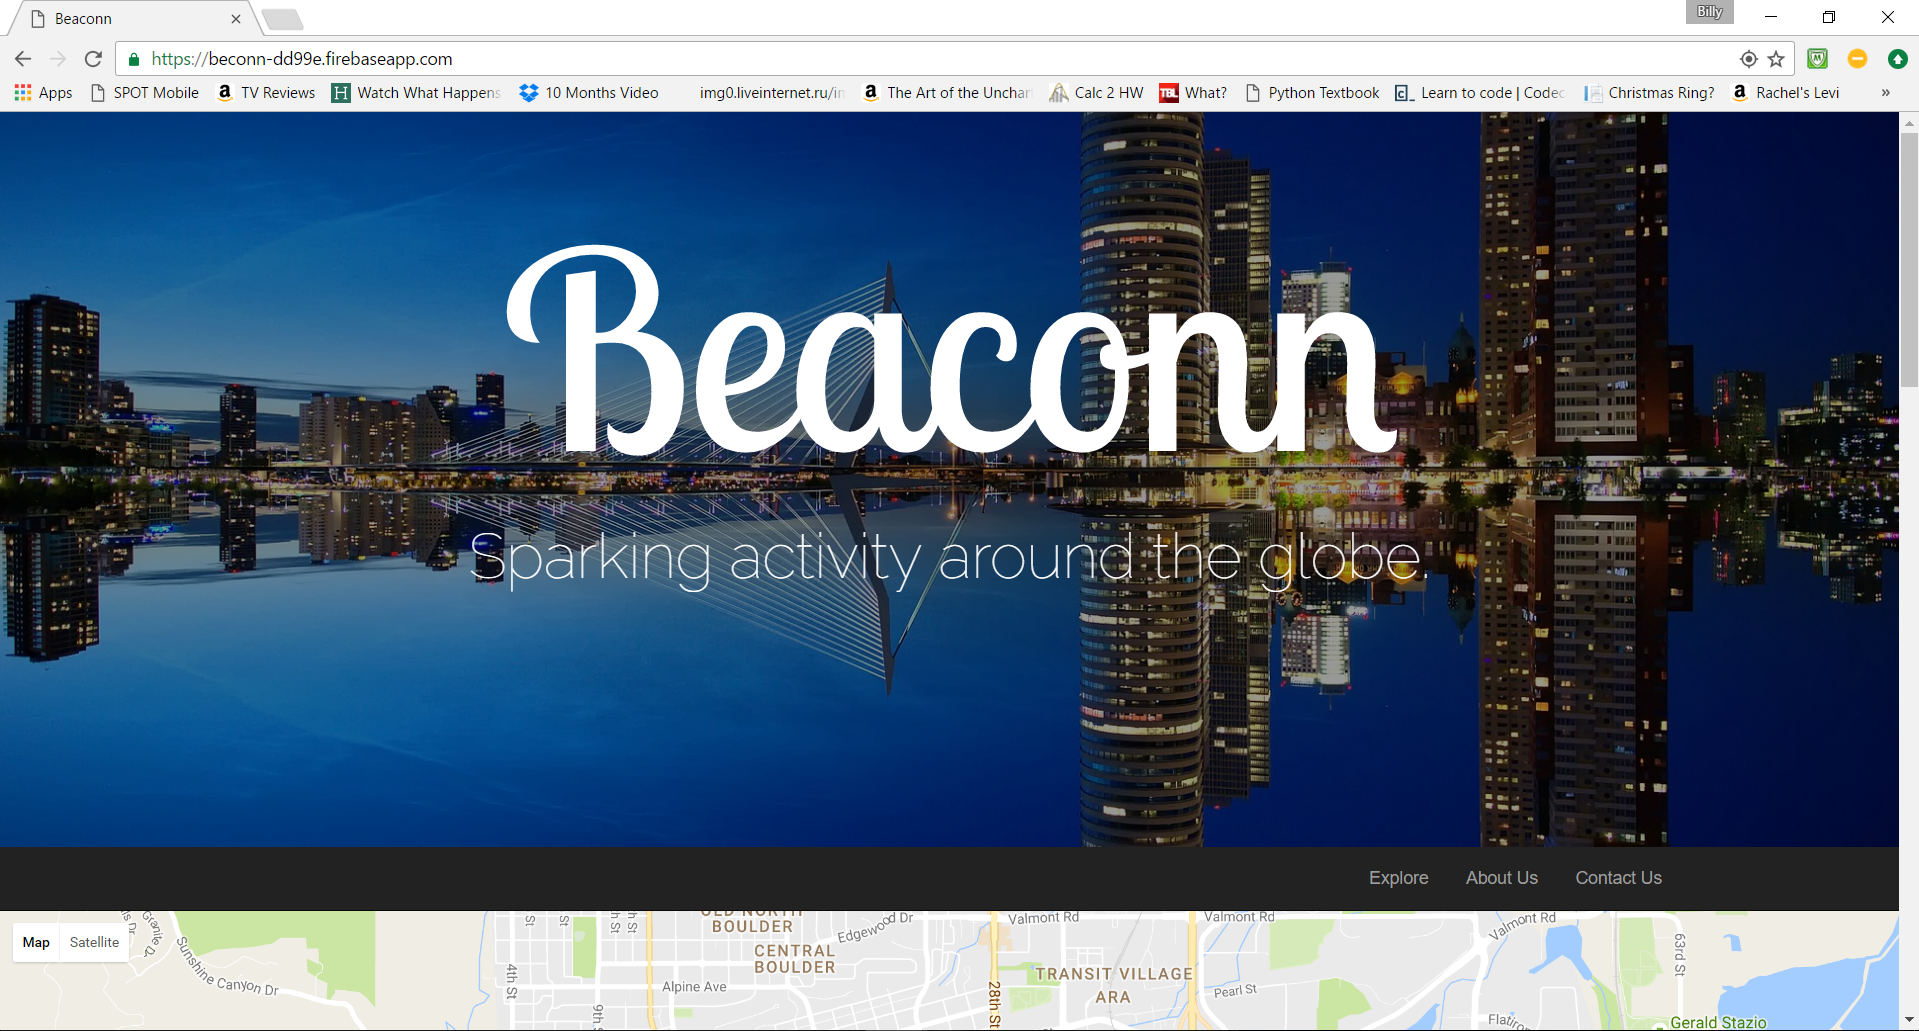 Beaconn
Billy
https://beconn-dd99e.firebaseapp.com
Apps SPOT Mobile TV Reviews Watch What Happens 10 Months Video img0.liveinternet.ru/im The Art of the Unchar Calc 2 HW What? Python Textbook Learn to code | Codec Christmas Ring? Rachel's Levi »
Beaconn
Sparking activity around the globe.
Explore About Us Contact Us
Map Satellite
Granite Dr
Sunshine Canyon Dr
4th St
9th S
Alpine Ave
OLD NORTH
BOULDER
CENTRAL
BOULDER
Edgewood Dr
28th St
Valmont Rd
TRANSIT VILLAGE
ARA
Valmont Rd
Pearl St
Valmont Rd
63rd St
Flatiro
Gerald Stazio